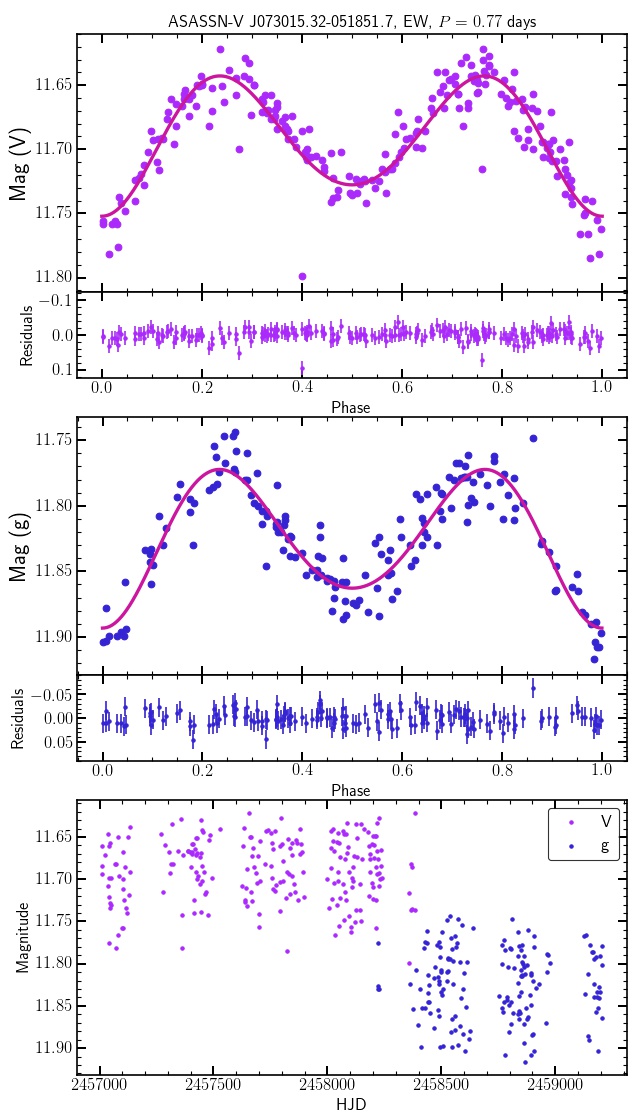 ASASSN-V J073015.32-051851.7, EW, P = 0.77 days
11.65
11.70
11.75
11.80
Mag (V)
−0.1
0.0
0.1
Residuals
0.0 0.2 0.4 0.6 0.8 1.0
Phase
11.75
11.80
11.85
11.90
Mag (g)
−0.05
0.00
0.05
Residuals
0.0 0.2 0.4 0.6 0.8 1.0
Phase
V
g
11.65
11.70
11.75
11.80
11.85
11.90
Magnitude
2457000 2457500 2458000 2458500 2459000
HJD